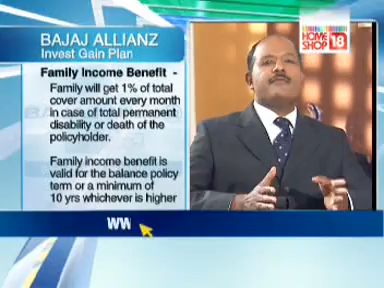 BAJAJ ALLIANZ
Invest Gain Plan
HOME
SHOP 18
Family Income Benefit -
Family will get 1% of total
cover amount every month
in case of total permanent
disability or death of the
policyholder.
Family income benefit is
valid for the balance policy
term or a minimum of
10 yrs whichever is higher
WW